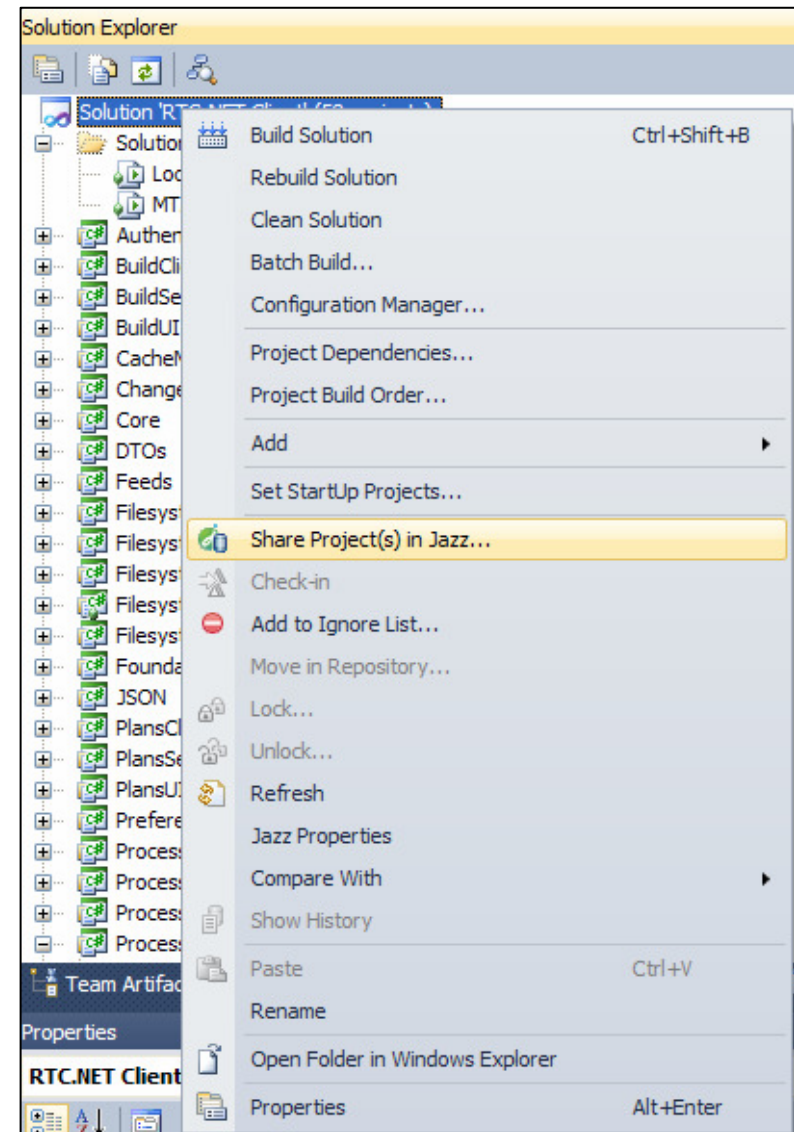 Solution Explorer
Solution 'RTC.NET Client' (
Build Solution Ctrl+Shift+B
Solution
Loc
Rebuild Solution
MT
Clean Solution
Authen
BuildCli
Batch Build...
BuildSe
Configuration Manager...
BuildUI
CacheM
Project Dependencies...
Change
Project Build Order...
Core
DTOs
Add
Feeds
Set StartUp Projects...
Filesys
Filesys
Share Project(s) in Jazz...
Filesys
Check-in
Filesys
Filesys
Add to Ignore List...
Founda
Move in Repository...
JSON
PlansCl
Lock...
PlansSe
Unlock...
PlansUI
Refresh
Prefere
Process
Jazz Properties
Process
Compare With
Process
Show History
Process
Paste Ctrl+V
Team Artifac
Rename
Properties
Open Folder in Windows Explorer
RTC.NET Client
Properties Alt+Enter